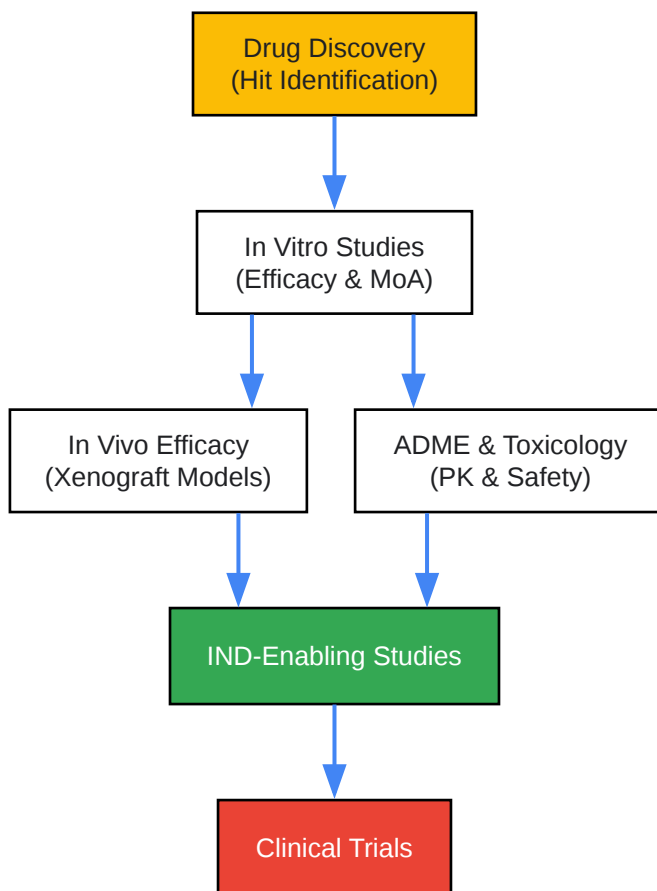 Drug Discovery
(Hit Identification)
In Vitro Studies
(Efficacy & MoA)
In Vivo Efficacy
(Xenograft Models)
ADME & Toxicology
(PK & Safety)
IND-Enabling Studies
Clinical Trials